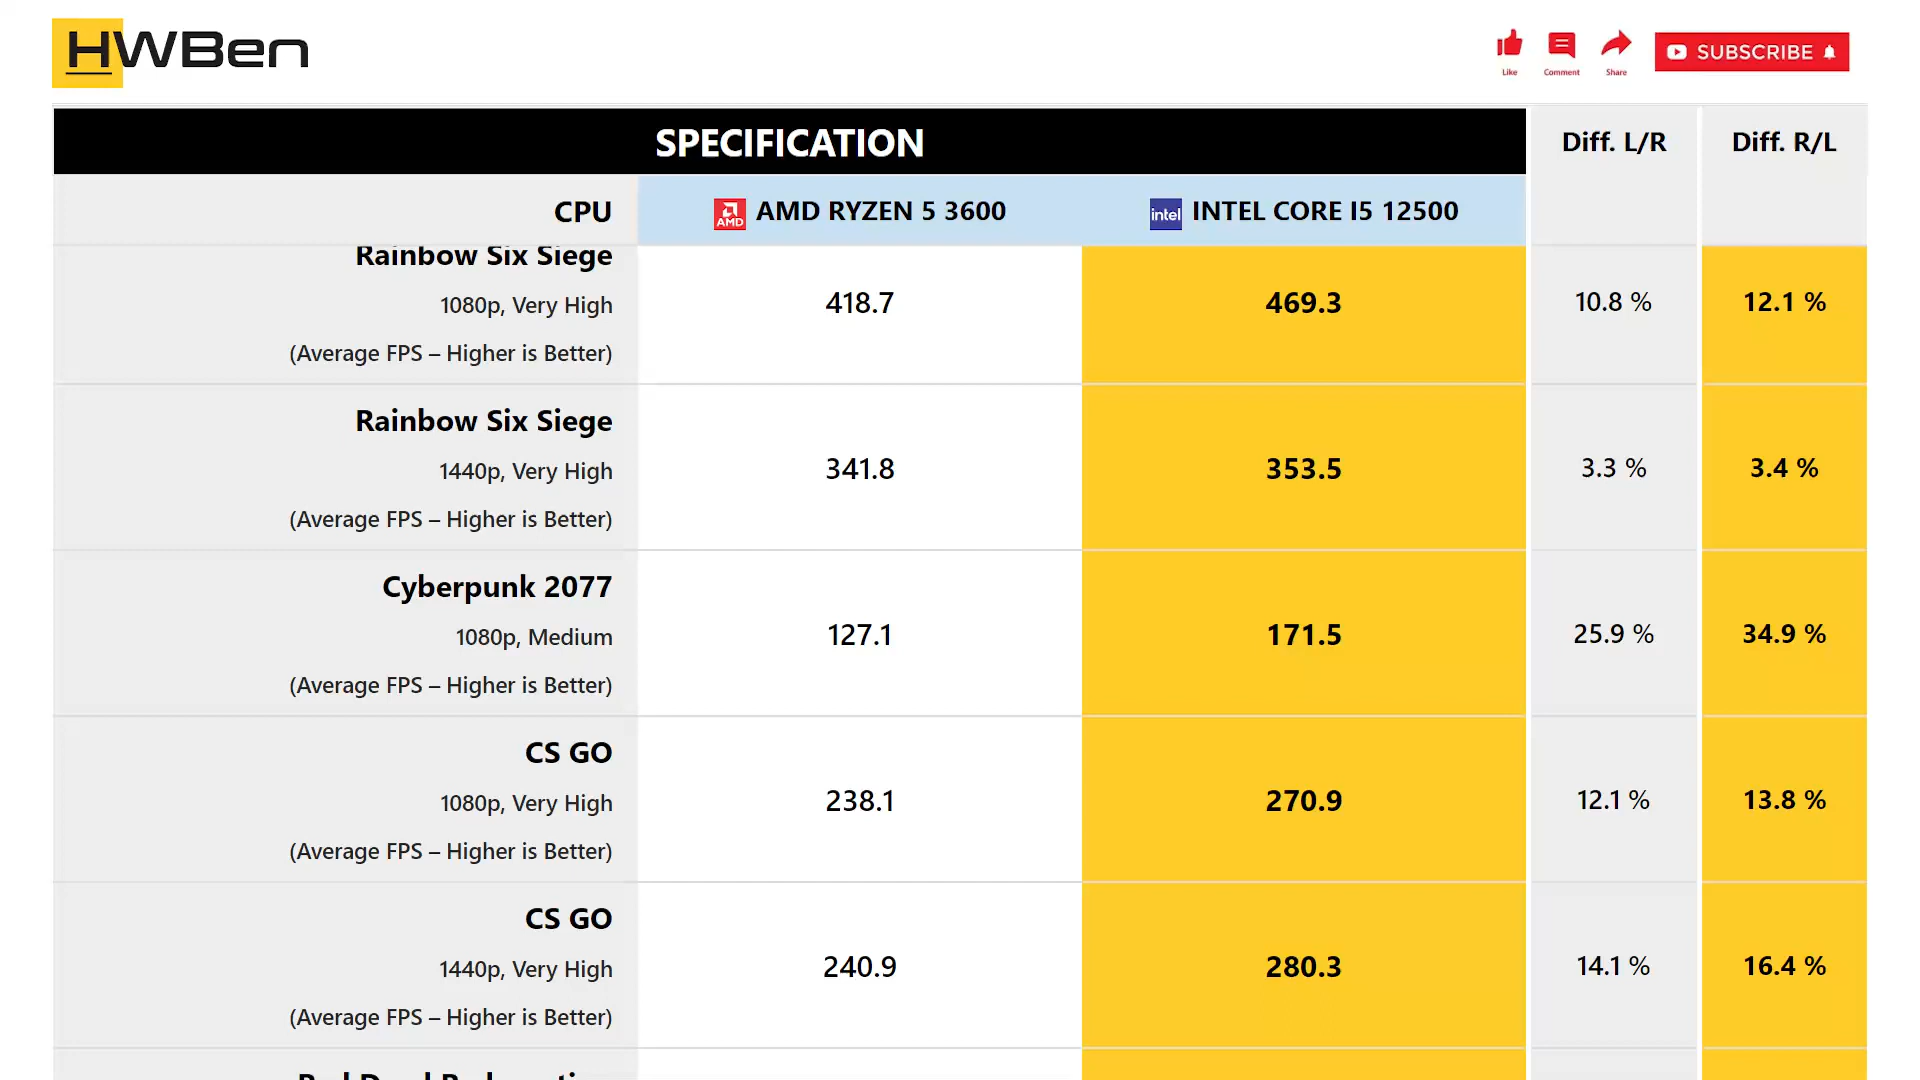 HWBen
Like
Comment
Share
SUBSCRIBE
SPECIFICATION
Diff. L/R
Diff. R/L
CPU
AMD
AMD RYZEN 5 3600
intel
INTEL CORE I5 12500
Rainbow Six Siege
1080p, Very High
(Average FPS – Higher is Better)
418.7
469.3
10.8 %
12.1 %
Rainbow Six Siege
1440p, Very High
(Average FPS – Higher is Better)
341.8
353.5
3.3 %
3.4 %
Cyberpunk 2077
1080p, Medium
(Average FPS – Higher is Better)
127.1
171.5
25.9 %
34.9 %
CS GO
1080p, Very High
(Average FPS – Higher is Better)
238.1
270.9
12.1 %
13.8 %
CS GO
1440p, Very High
(Average FPS – Higher is Better)
240.9
280.3
14.1 %
16.4 %